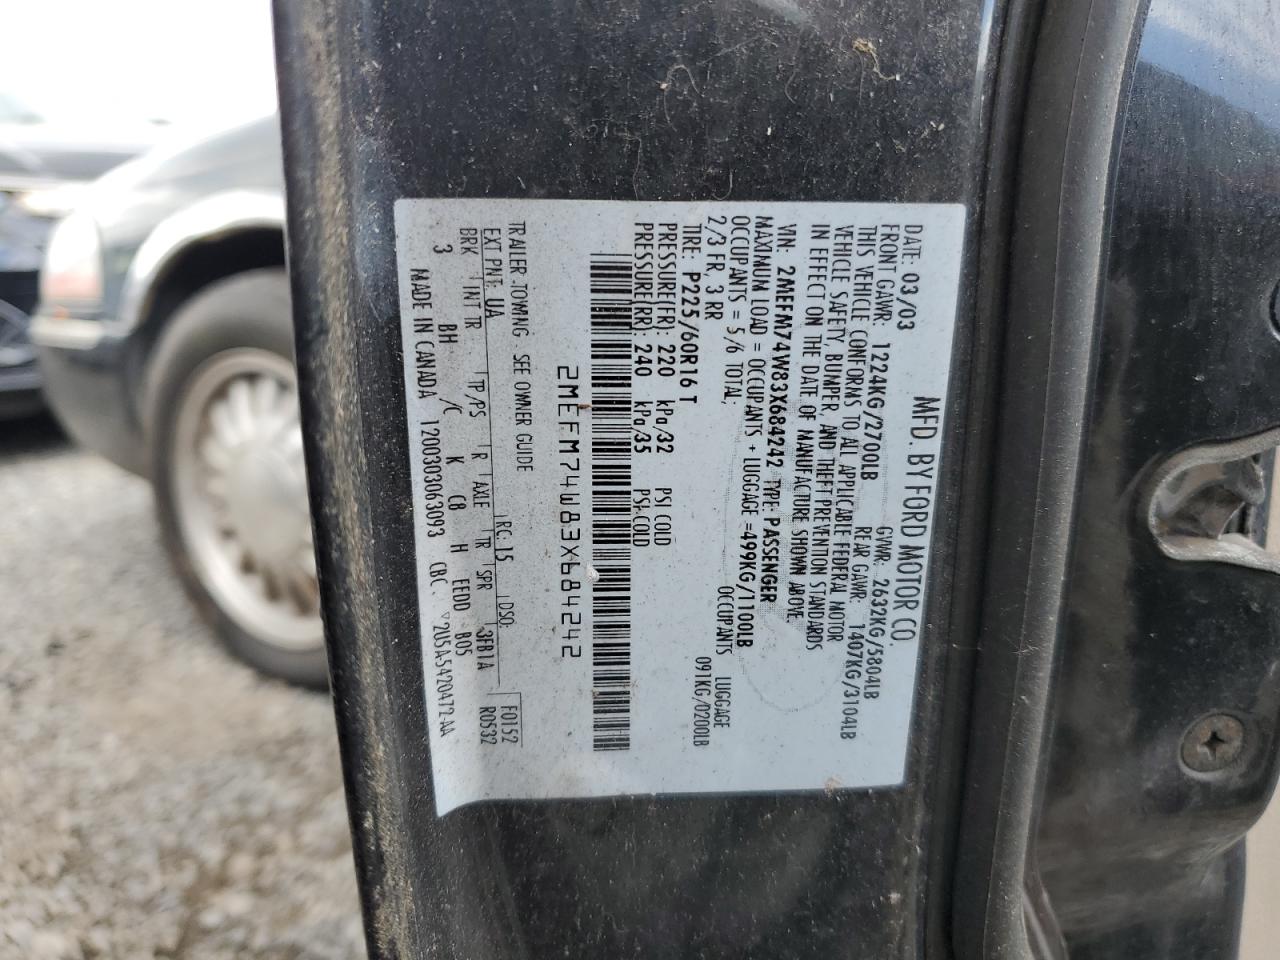 MFD. BY FORD MOTOR CO.
DATE: 03/03 GVWR: 2632KG/5804LB
FRONT GAWR: 1224KG/2700LB REAR GAWR: 1407KG/3104LB
THIS VEHICLE CONFORMS TO ALL APPLICABLE FEDERAL MOTOR
VEHICLE SAFETY, BUMPER, AND THEFT PREVENTION STANDARDS
IN EFFECT ON THE DATE OF MANUFACTURE SHOWN ABOVE.
VIN: 2MEFM74W83X684242 TYPE: PASSENGER
MAXIMUM LOAD = OCCUPANTS + LUGGAGE =499KG/1100LB
OCCUPANTS = 5/6 TOTAL, OCCUPANTS LUGGAGE
2/3 FR, 3 RR 091KG/0200LB
TIRE: P225/60R16 T
PRESSURE(FR): 220 kPa/32 PSI COLD
PRESSURE(RR): 240 kPa/35 PSI-COLD
2MEFM74W83X684242
TRAILER TOWING SEE OWNER GUIDE
EXT PNT: UA RC: 15 DSO: F0152
BRK INT TR TP/PS R AXLE TR SPR 3FB1A R0532
3 BH /C K C8 H EEDD B05
MADE IN CANADA 1200303063093 CBC 2U5A5420472-AA